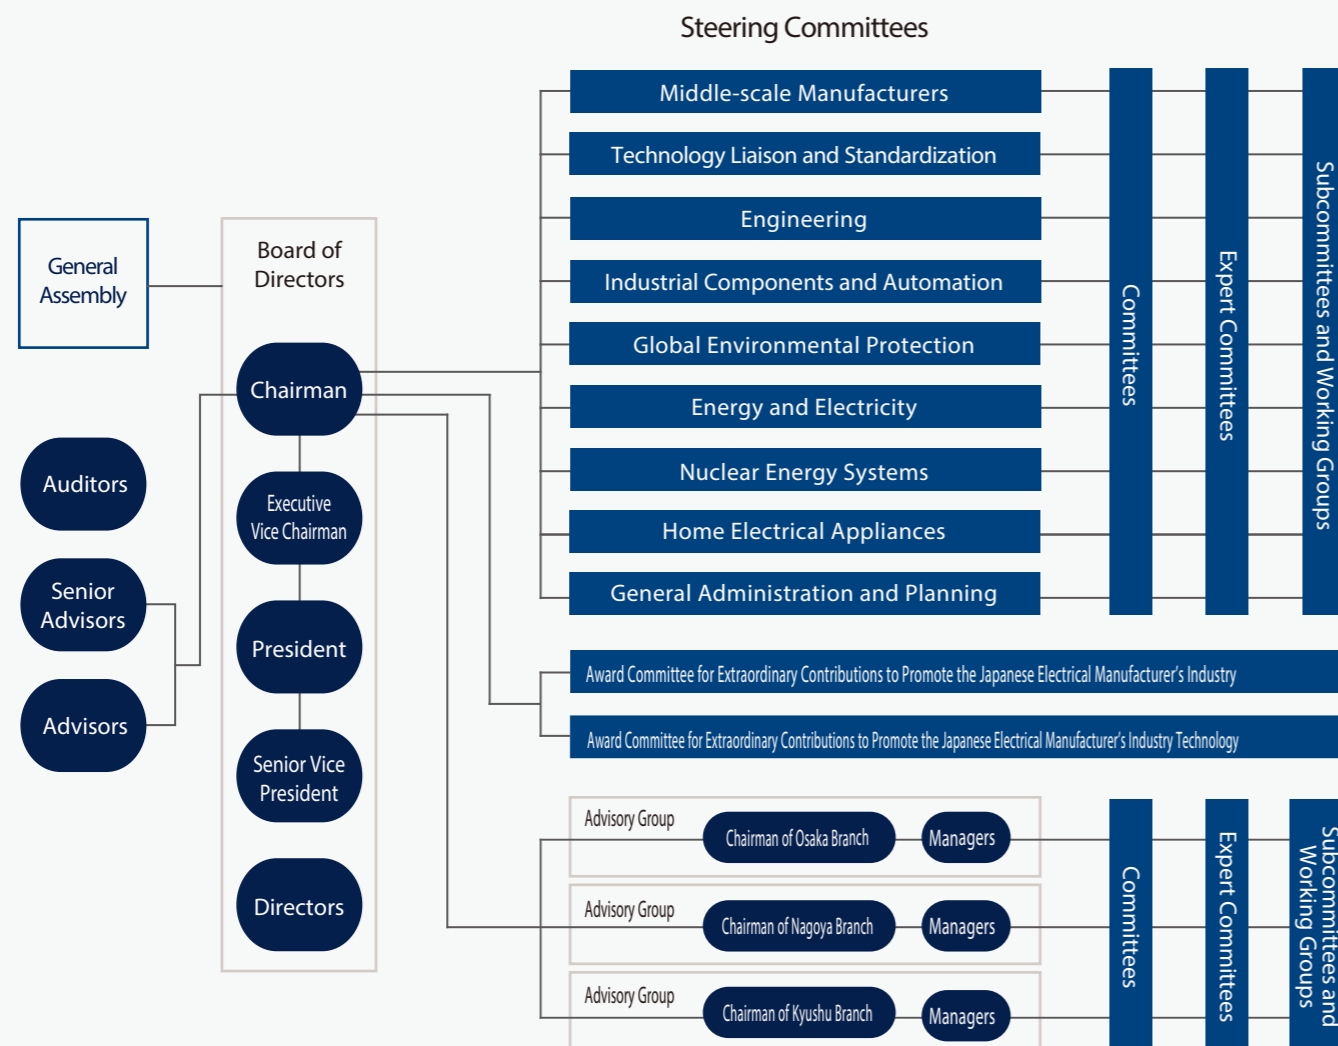 Steering Committees
General
Assembly
Board of
Directors
Chairman
Executive
Vice Chairman
President
Senior Vice
President
Directors
Auditors
Senior
Advisors
Advisors
Middle-scale Manufacturers
Technology Liaison and Standardization
Engineering
Industrial Components and Automation
Global Environmental Protection
Energy and Electricity
Nuclear Energy Systems
Home Electrical Appliances
General Administration and Planning
Committees
Expert Committees
Subcommittees and Working Groups
Award Committee for Extraordinary Contributions to Promote the Japanese Electrical Manufacturer's Industry
Award Committee for Extraordinary Contributions to Promote the Japanese Electrical Manufacturer's Industry Technology
Advisory Group
Chairman of Osaka Branch
Managers
Advisory Group
Chairman of Nagoya Branch
Managers
Advisory Group
Chairman of Kyushu Branch
Managers
Committees
Expert Committees
Subcommittees and
Working Groups